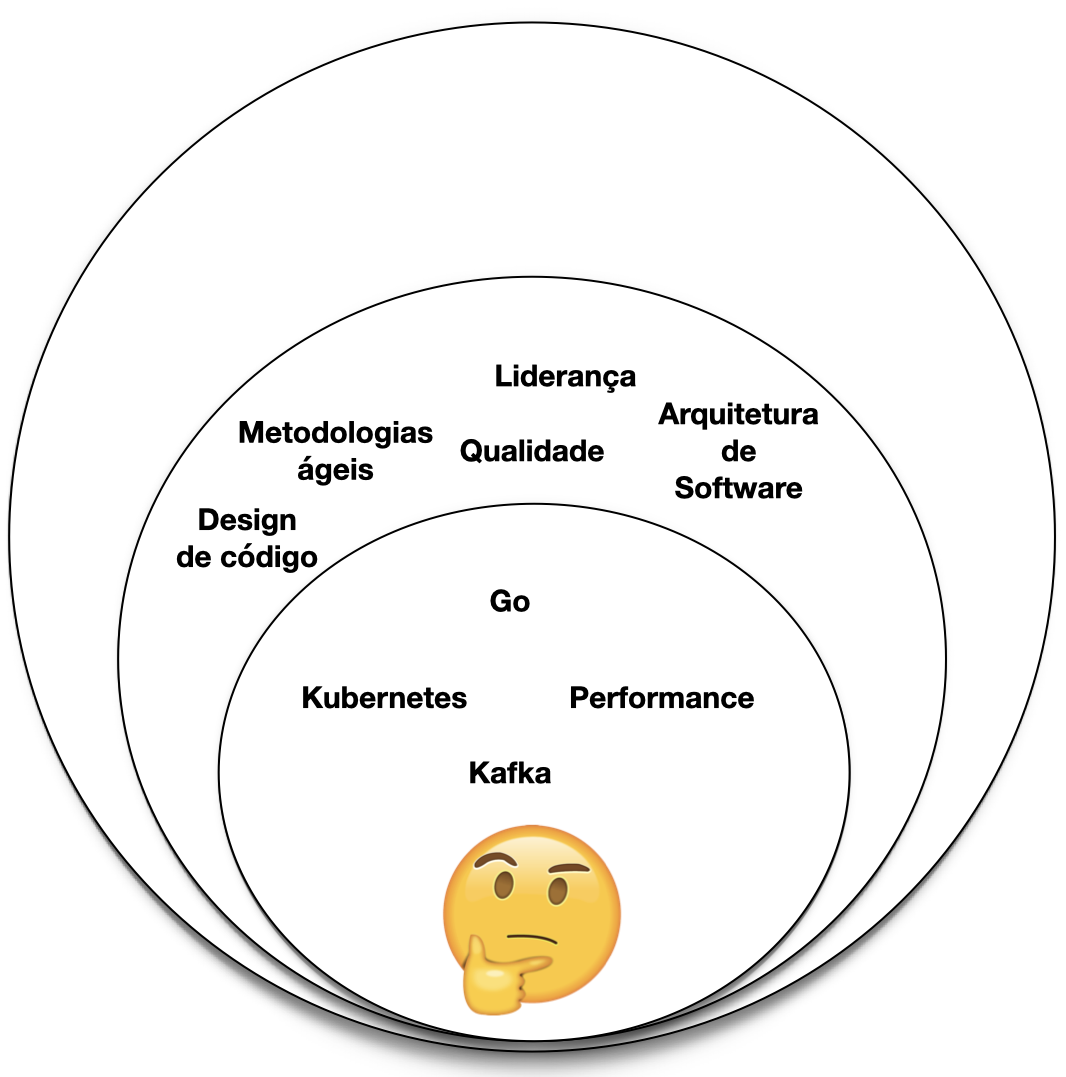 Liderança
Metodologias
ágeis
Qualidade
Arquitetura
de
Software
Design
de código
Go
Kubernetes
Performance
Kafka